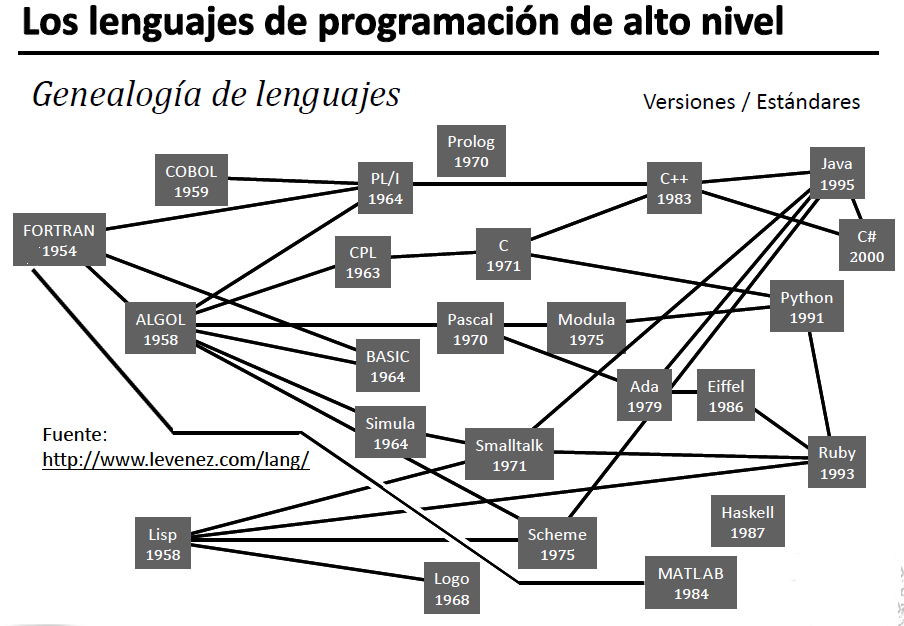 Los lenguajes de programación de alto nivel
Genealogía de lenguajes
Versiones / Estándares
Prolog
1970
COBOL
1959
PL/I
1964
C++
1983
Java
1995
FORTRAN
1954
CPL
1963
C
1971
C#
2000
ALGOL
1958
Pascal
1970
Modula
1975
Python
1991
BASIC
1964
Ada
1979
Eiffel
1986
Simula
1964
Smalltalk
1971
Ruby
1993
Fuente:
http://www.levenez.com/lang/
Haskell
1987
Lisp
1958
Scheme
1975
Logo
1968
MATLAB
1984